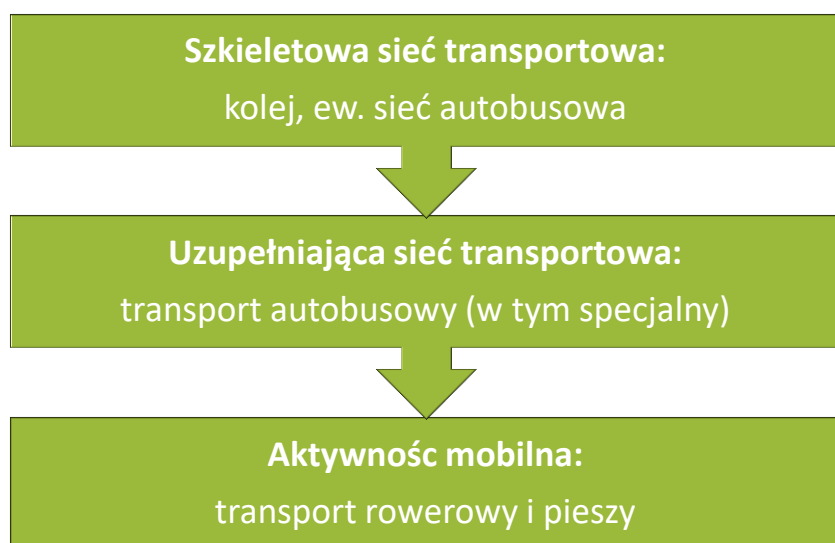 Szkieletowa sieć transportowa:
kolej, ew. sieć autobusowa
Uzupełniająca sieć transportowa:
transport autobusowy (w tym specjalny)
Aktywnośc mobilna:
transport rowerowy i pieszy